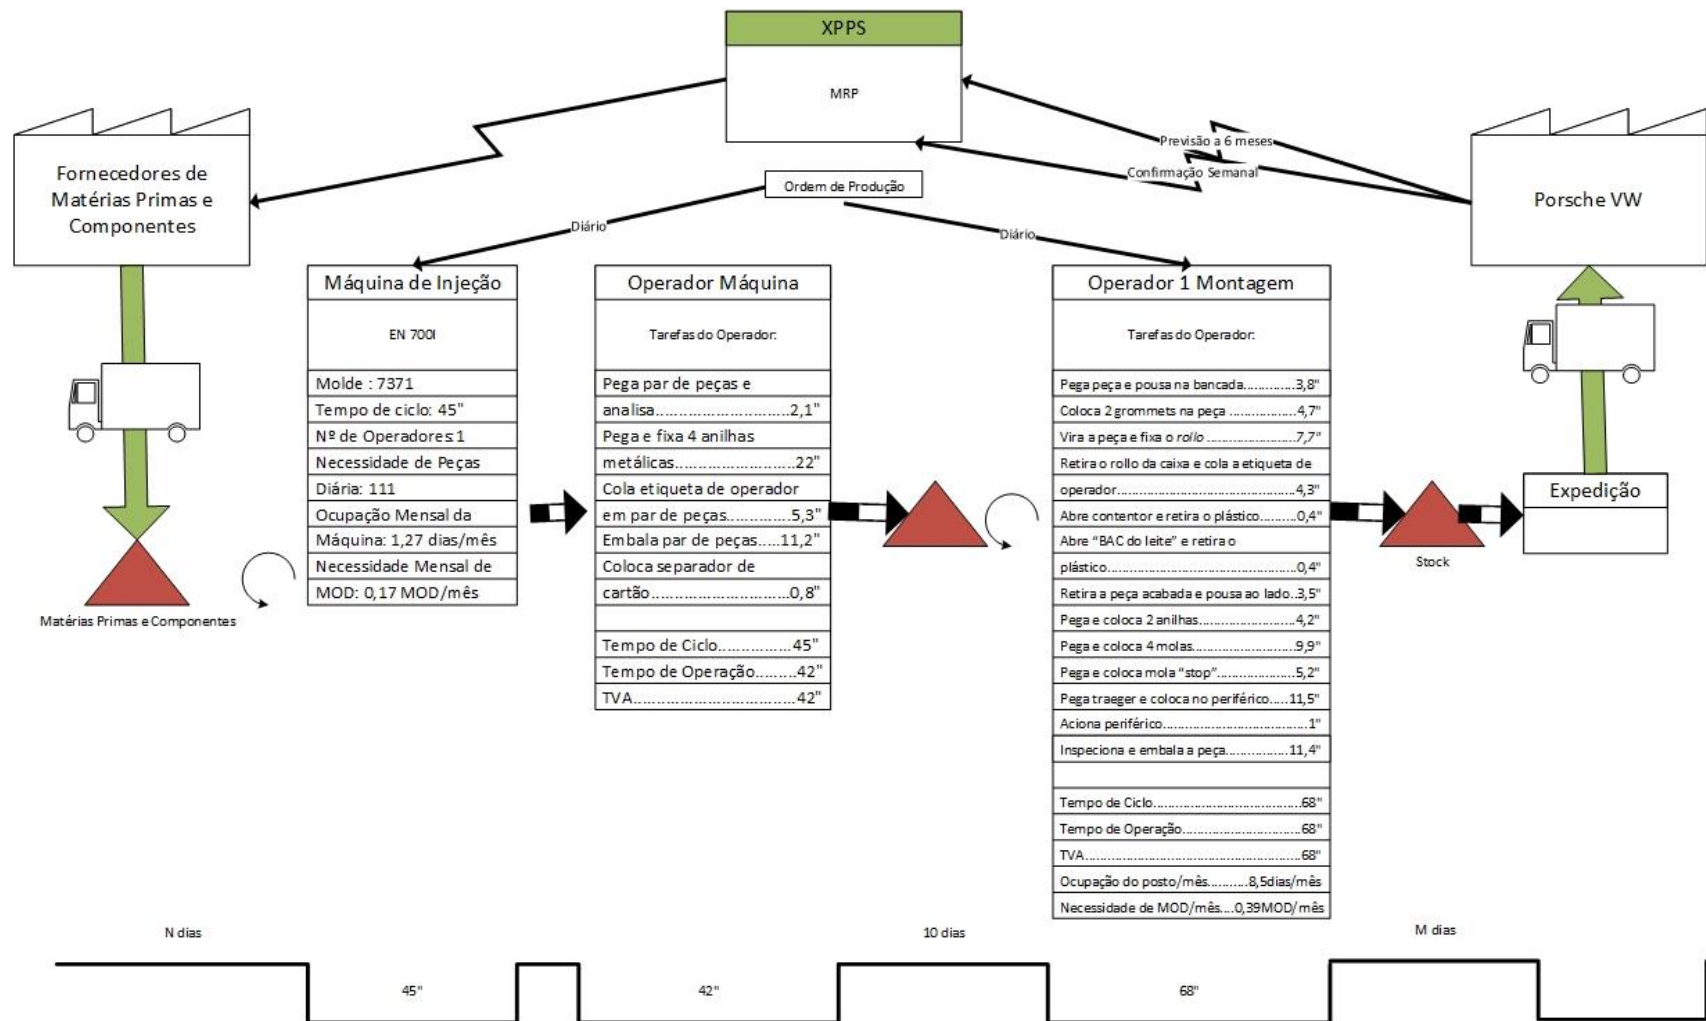 XPPS
MRP
Fornecedores de
Matérias Primas e
Componentes
Previsão a 6 meses
Confirmação Semanal
Porsche VW
Ordem de Produção
Diário
Diário
Máquina de Injeção
EN 700I
Molde : 7371
Tempo de ciclo: 45"
Nº de Operadores:1
Necessidade de Peças
Diária: 111
Ocupação Mensal da
Máquina: 1,27 dias/mês
Necessidade Mensal de
MOD: 0,17 MOD/mês
Operador Máquina
Tarefas do Operador:
Pega par de peças e
analisa............................2,1"
Pega e fixa 4 anilhas
metálicas.........................22"
Cola etiqueta de operador
em par de peças............5,3"
Embala par de peças.....11,2"
Coloca separador de
cartão.............................0,8"
Tempo de Ciclo...............45"
Tempo de Operação.........42"
TVA..................................42"
Operador 1 Montagem
Tarefas do Operador:
Pega peça e pousa na bancada.............3,8"
Coloca 2 grommets na peça .................4,7"
Vira a peça e fixa o rollo .......................7,7"
Retira o rollo da caixa e cola a etiqueta de
operador..............................................4,3"
Abre contentor e retira o plástico..........0,4"
Abre “BAC do leite” e retira o
plástico.................................................0,4"
Retira a peça acabada e pousa ao lado..3,5"
Pega e coloca 2 anilhas.........................4,2"
Pega e coloca 4 molas...........................9,9"
Pega e coloca mola “stop”....................5,2"
Pega traeger e coloca no periférico.....11,5"
Aciona periférico......................................1"
Inspeciona e embala a peça................11,4"
Tempo de Ciclo.......................................68"
Tempo de Operação...............................68"
TVA.........................................................68"
Ocupação do posto/mês..........8,5dias/mês
Necessidade de MOD/mês....0,39MOD/mês
Stock
Expedição
Matérias Primas e Componentes
N dias
10 dias
M dias
45"
42"
68"